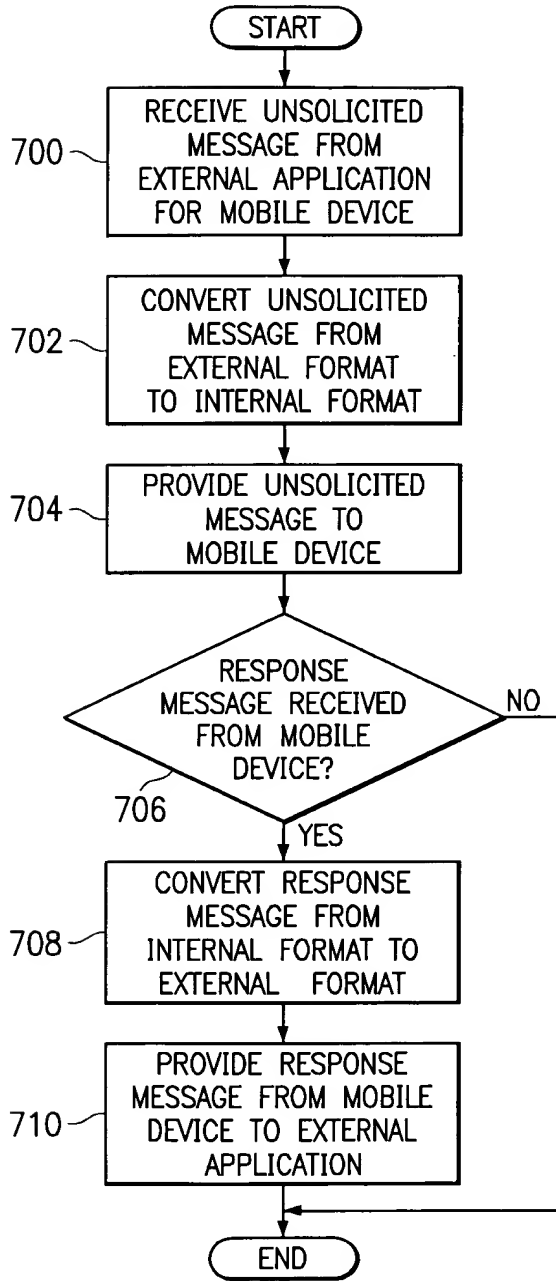 START
700
RECEIVE UNSOLICITED
MESSAGE FROM
EXTERNAL APPLICATION
FOR MOBILE DEVICE
702
CONVERT UNSOLICITED
MESSAGE FROM
EXTERNAL FORMAT
TO INTERNAL FORMAT
704
PROVIDE UNSOLICITED
MESSAGE TO
MOBILE DEVICE
RESPONSE
MESSAGE RECEIVED
FROM MOBILE
DEVICE?
NO
706
YES
708
CONVERT RESPONSE
MESSAGE FROM
INTERNAL FORMAT TO
EXTERNAL FORMAT
710
PROVIDE RESPONSE
MESSAGE FROM MOBILE
DEVICE TO EXTERNAL
APPLICATION
END